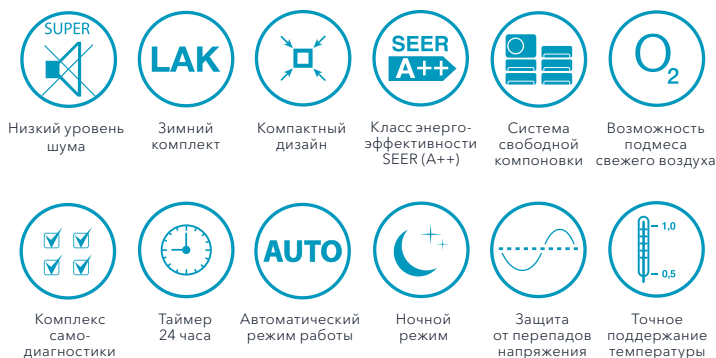 SUPER
LAK
SEER
A++
O2
Низкий уровень
шума
Зимний
комплект
Компактный
дизайн
Класс энерго-
эффективности
SEER (A++)
Система
свободной
компоновки
Возможность
подмеса
свежего воздуха
AUTO
1,0
0,5
Комплекс
само-
диагностики
Таймер
24 часа
Автоматический
режим работы
Ночной
режим
Защита
от перепадов
напряжения
Точное
поддержание
температуры